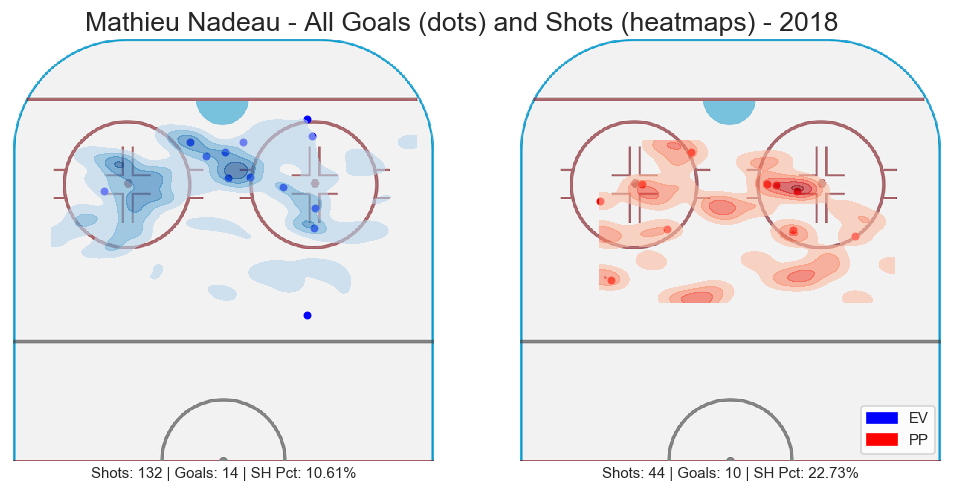 Mathieu Nadeau - All Goals (dots) and Shots (heatmaps) - 2018
EV
PP
Shots: 132 | Goals: 14 | SH Pct: 10.61%
Shots: 44 | Goals: 10 | SH Pct: 22.73%